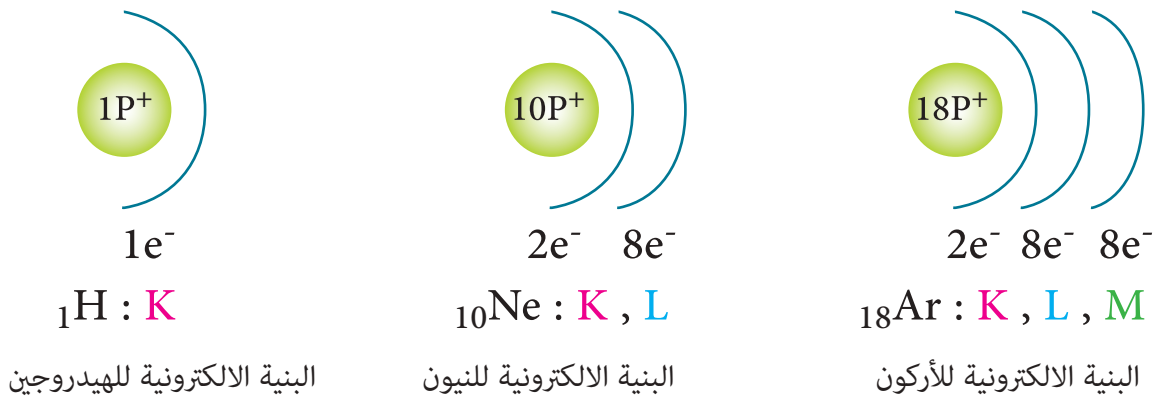 1P⁺ 10P⁺ 18P⁺
1e⁻ 2e⁻ 8e⁻ 2e⁻ 8e⁻ 8e⁻
₁H : K ₁₀Ne : K , L ₁₈Ar : K , L , M
البنية الالكترونية للهيدروجين
البنية الالكترونية للنيون
البنية الالكترونية للأركون